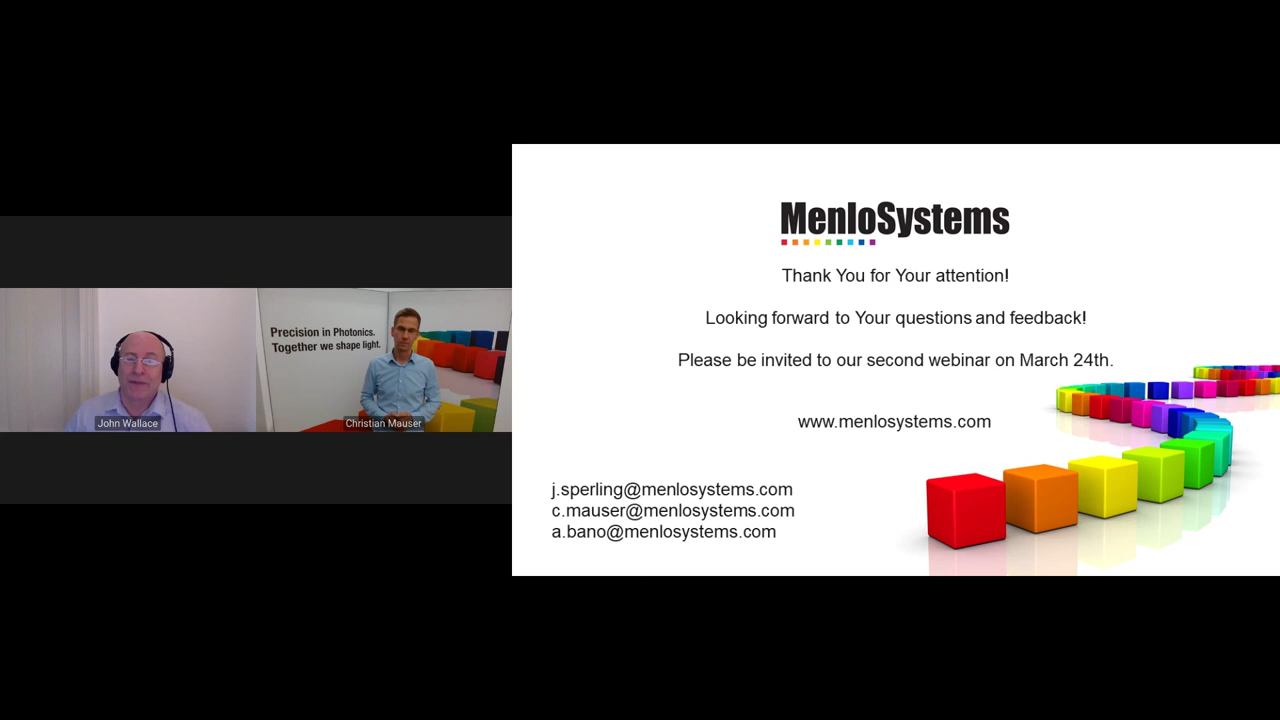 MenloSystems
Thank You for Your attention!
Looking forward to Your questions and feedback!
Please be invited to our second webinar on March 24th.
www.menlosystems.com
j.sperling@menlosystems.com
c.mauser@menlosystems.com
a.bano@menlosystems.com
Precision in Photonics.
Together we shape light.
John Wallace
Christian Mauser